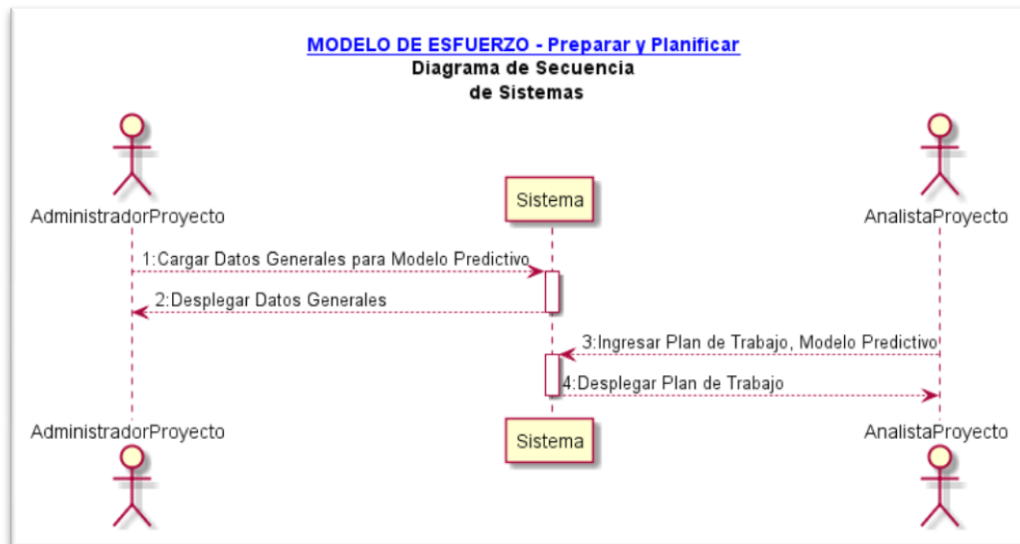 MODELO DE ESFUERZO - Preparar y Planificar
Diagrama de Secuencia
de Sistemas
AdministradorProyecto
Sistema
AnalistaProyecto
1:Cargar Datos Generales para Modelo Predictivo
2:Desplegar Datos Generales
3:Ingresar Plan de Trabajo, Modelo Predictivo
4:Desplegar Plan de Trabajo
AdministradorProyecto
Sistema
AnalistaProyecto